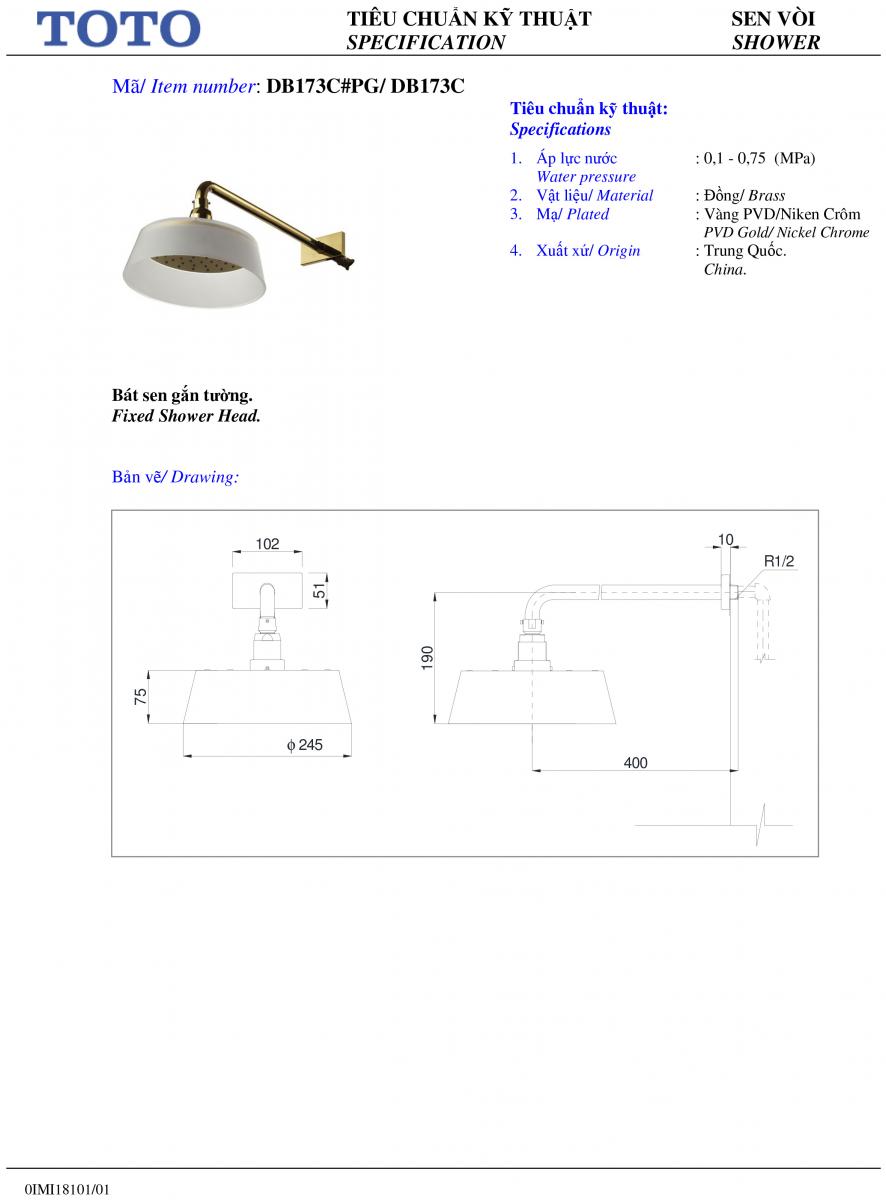 TOTO
TIÊU CHUẨN KỸ THUẬT
SPECIFICATION
SEN VÒI
SHOWER
Mã/ Item number: DB173C#PG/ DB173C
Tiêu chuẩn kỹ thuật:
Specifications
1. Áp lực nước : 0,1 - 0,75 (MPa)
Water pressure
2. Vật liệu/ Material : Đồng/ Brass
3. Mạ/ Plated : Vàng PVD/Niken Crôm
PVD Gold/ Nickel Chrome
4. Xuất xứ/ Origin : Trung Quốc.
China.
Bát sen gắn tường.
Fixed Shower Head.
Bản vẽ/ Drawing:
102
51
75
ϕ 245
10
R1/2
190
400
0IMI18101/01